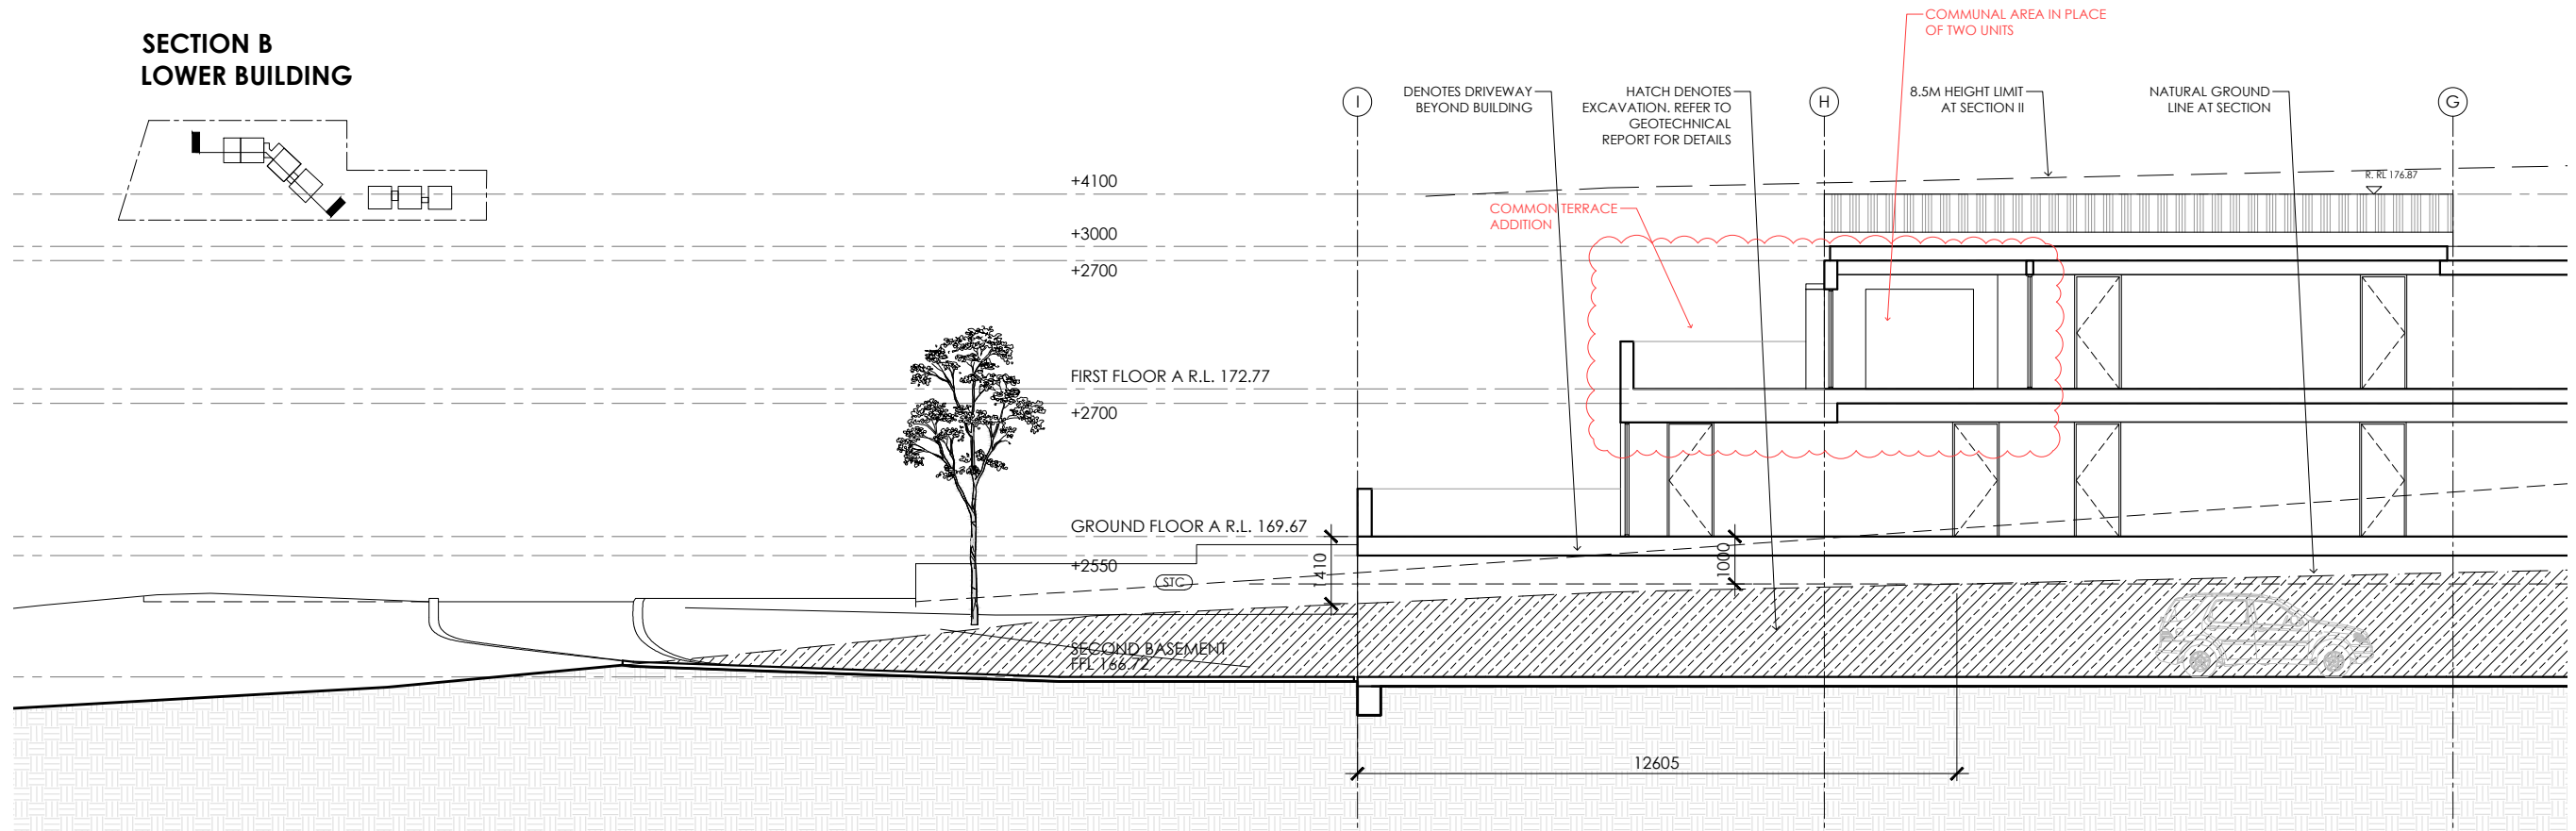 SECTION B
LOWER BUILDING
COMMUNAL AREA IN PLACE
OF TWO UNITS
I
DENOTES DRIVEWAY
BEYOND BUILDING
HATCH DENOTES
EXCAVATION. REFER TO
GEOTECHNICAL
REPORT FOR DETAILS
H
8.5M HEIGHT LIMIT
AT SECTION II
NATURAL GROUND
LINE AT SECTION
G
+4100
R. RL 176.87
COMMON TERRACE
ADDITION
+3000
+2700
FIRST FLOOR A R.L. 172.77
+2700
GROUND FLOOR A R.L. 169.67
+2550
STC
1410
1000
SECOND BASEMENT
FFL 166.72
12605